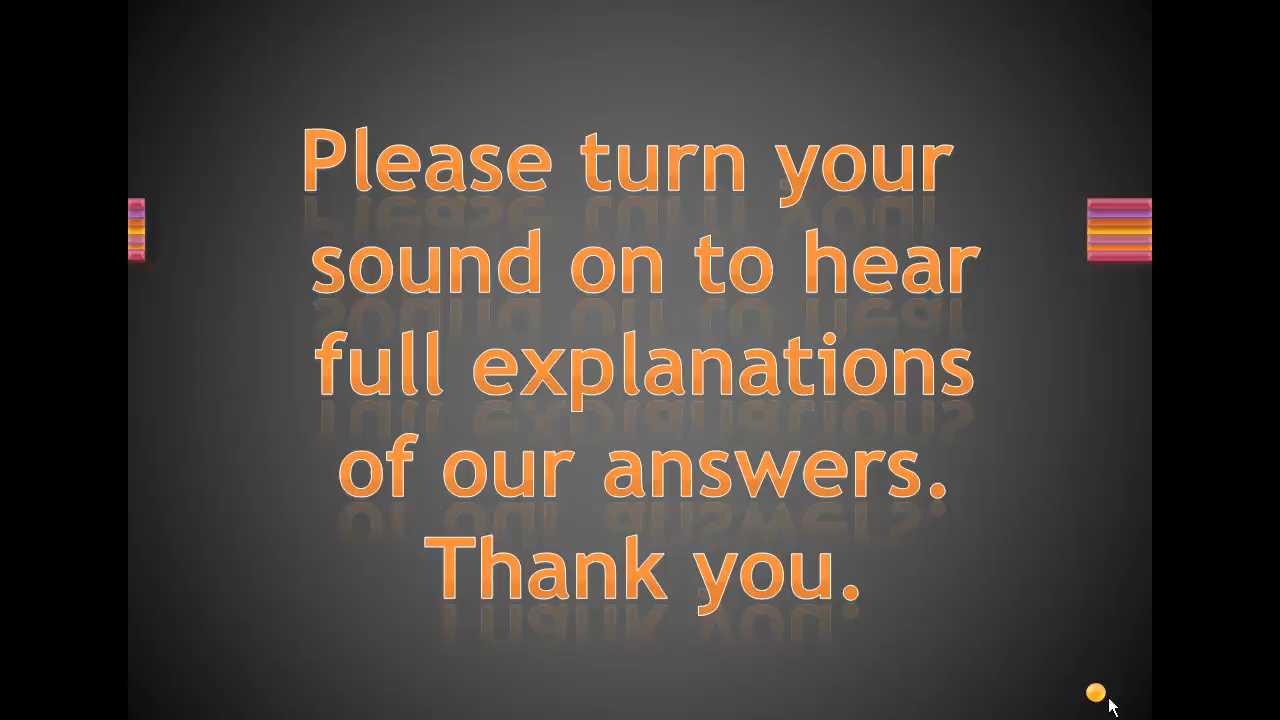 Please turn your
sound on to hear
full explanations
of our answers.
Thank you.